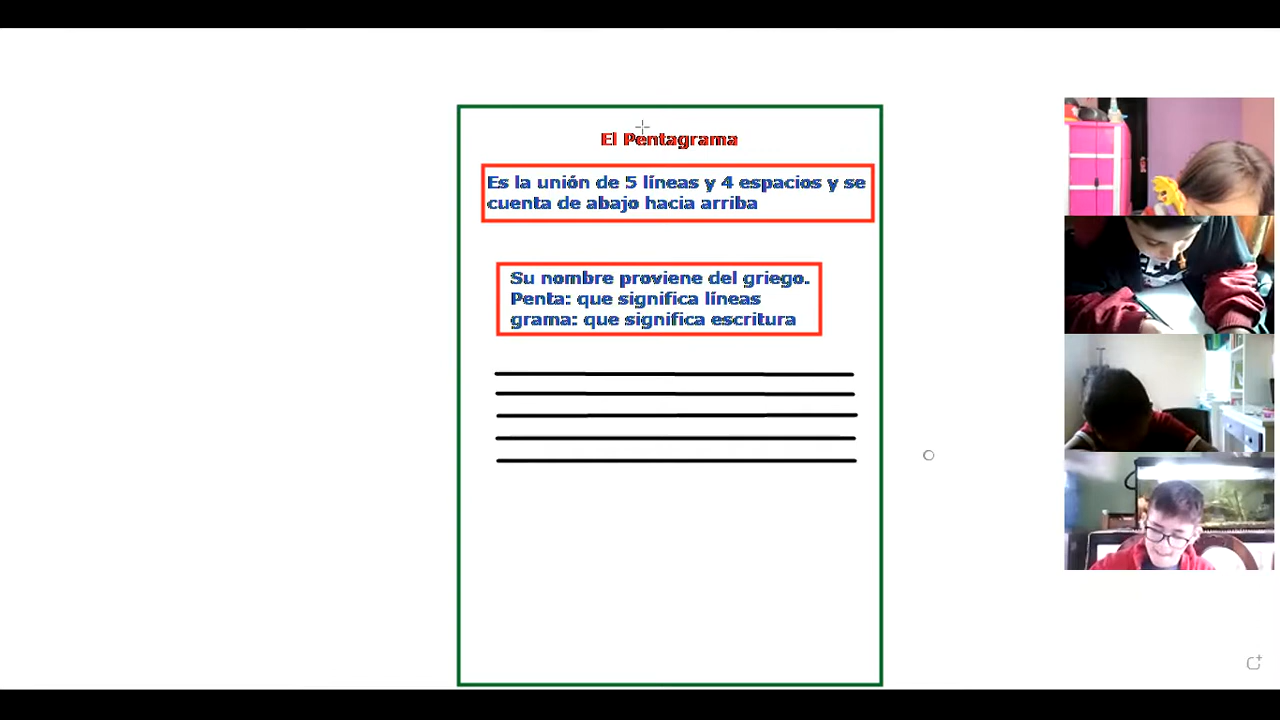 El Pentagrama
Es la unión de 5 líneas y 4 espacios y se
cuenta de abajo hacia arriba
Su nombre proviene del griego.
Penta: que significa líneas
grama: que significa escritura